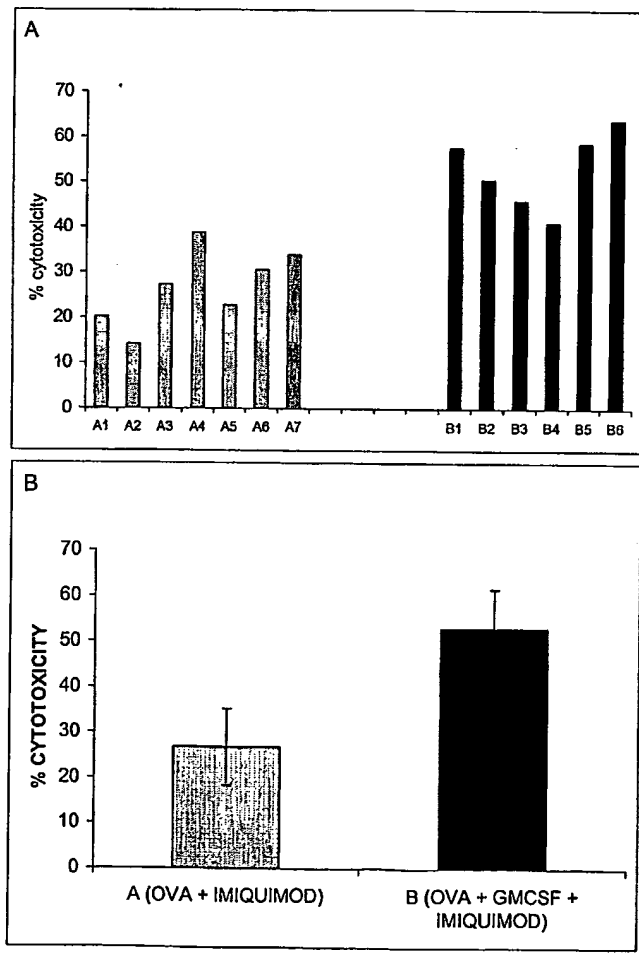 A
70
60
50
40
30
20
10
0
% cytotoxicity
A1 A2 A3 A4 A5 A6 A7 B1 B2 B3 B4 B5 B6
B
70
60
50
40
30
20
10
0
% CYTOTOXICITY
A (OVA + IMIQUIMOD)
B (OVA + GMCSF +
IMIQUIMOD)